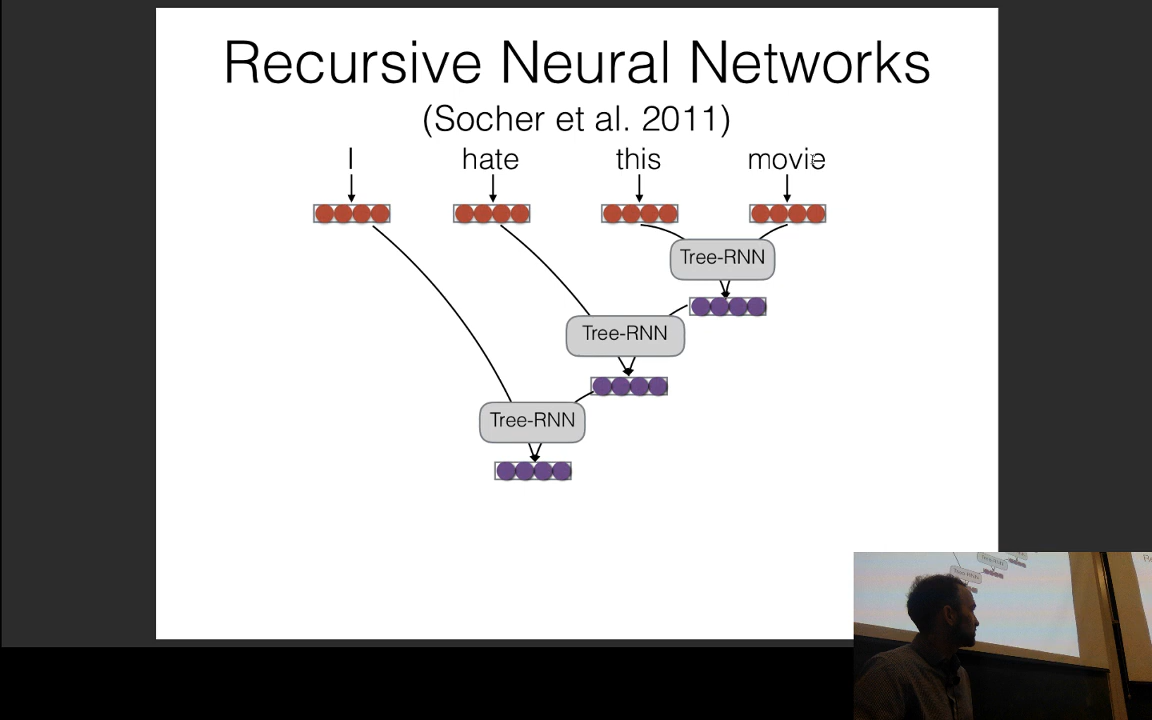 Recursive Neural Networks
(Socher et al. 2011)
I hate this movie
Tree-RNN
Tree-RNN
Tree-RNN